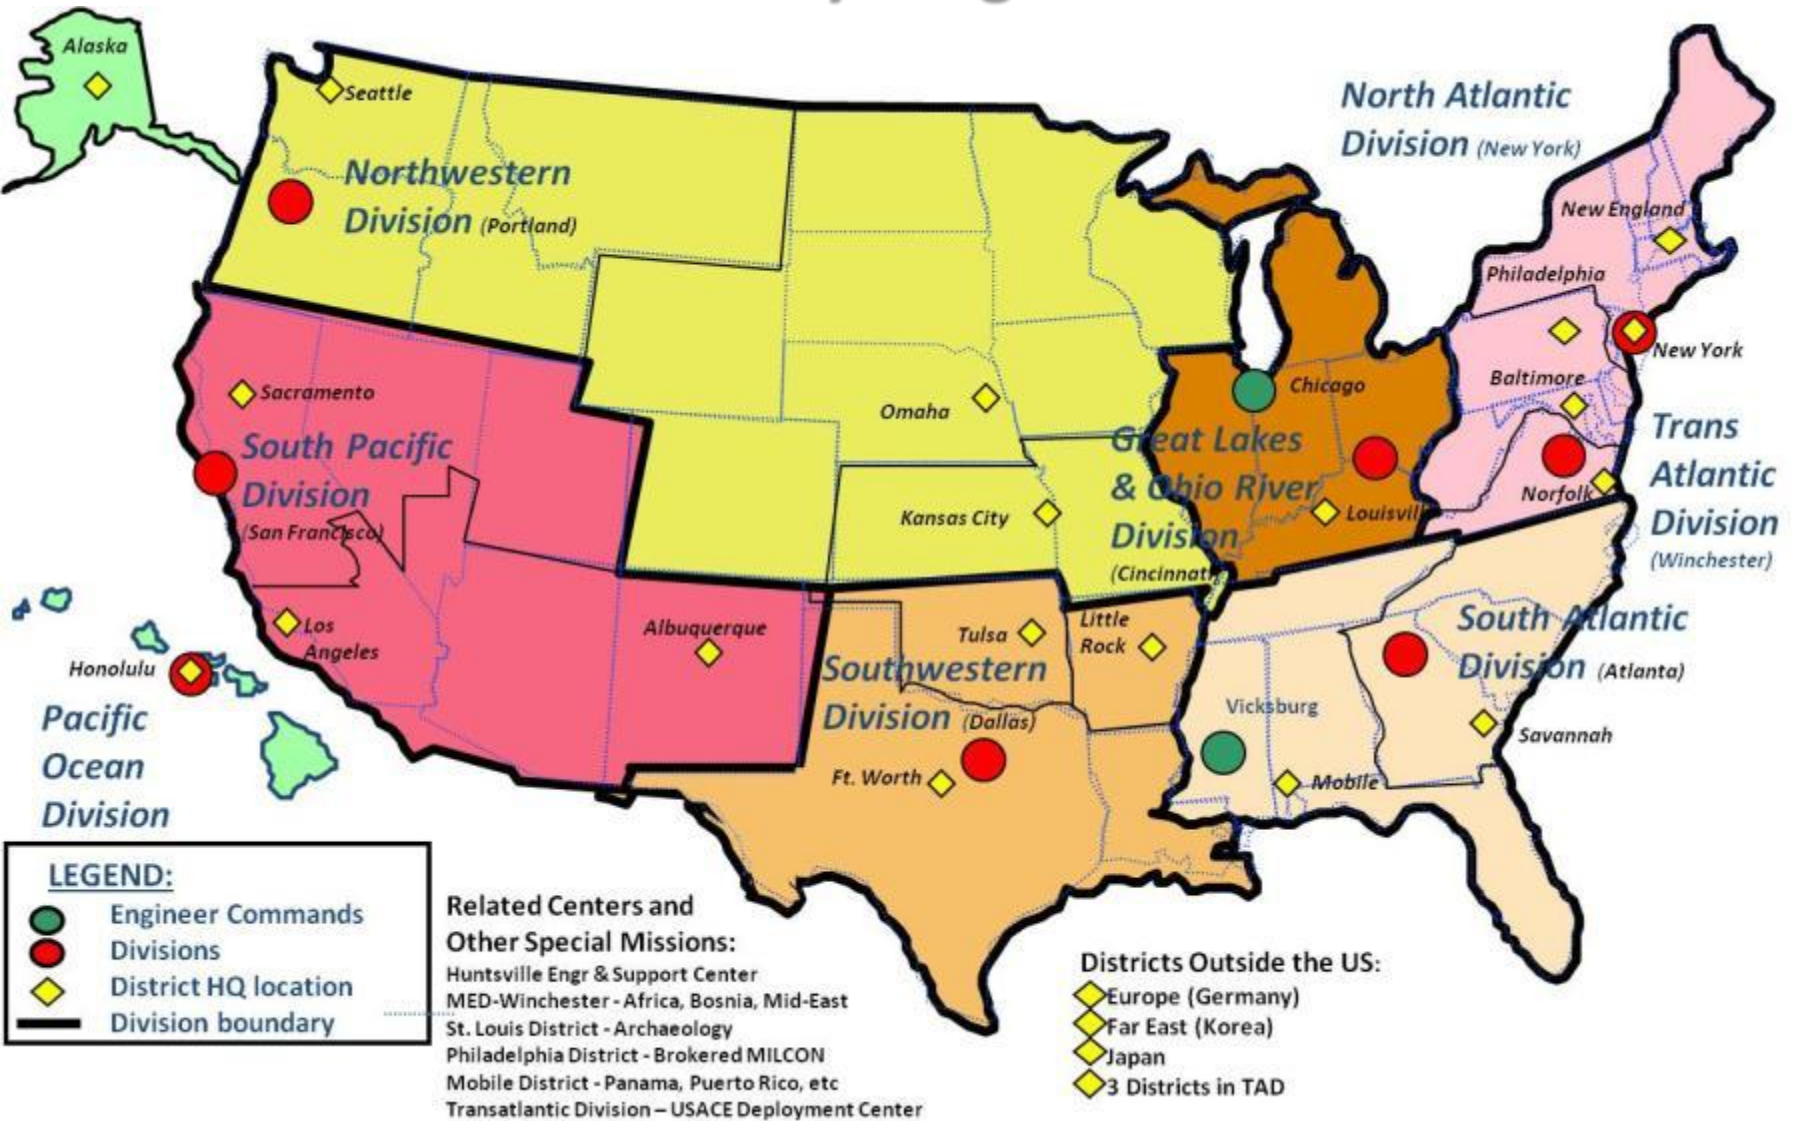 Alaska
Seattle
Northwestern
Division (Portland)
North Atlantic
Division (New York)
New England
Philadelphia
New York
Baltimore
Trans
Atlantic
Division
(Winchester)
Norfolk
Sacramento
South Pacific
Division
(San Francisco)
Los
Angeles
Albuquerque
Omaha
Kansas City
Chicago
Great Lakes
& Ohio River
Division
(Cincinnati
Louisvill
Tulsa
Little
Rock
Southwestern
Division (Dallas)
Ft. Worth
South Atlantic
Division (Atlanta)
Vicksburg
Savannah
Mobile
Honolulu
Pacific
Ocean
Division
LEGEND:
Engineer Commands
Divisions
District HQ location
Division boundary
Related Centers and
Other Special Missions:
Huntsville Engr & Support Center
MED-Winchester - Africa, Bosnia, Mid-East
St. Louis District - Archaeology
Philadelphia District - Brokered MILCON
Mobile District - Panama, Puerto Rico, etc
Transatlantic Division – USACE Deployment Center
Districts Outside the US:
Europe (Germany)
Far East (Korea)
Japan
3 Districts in TAD